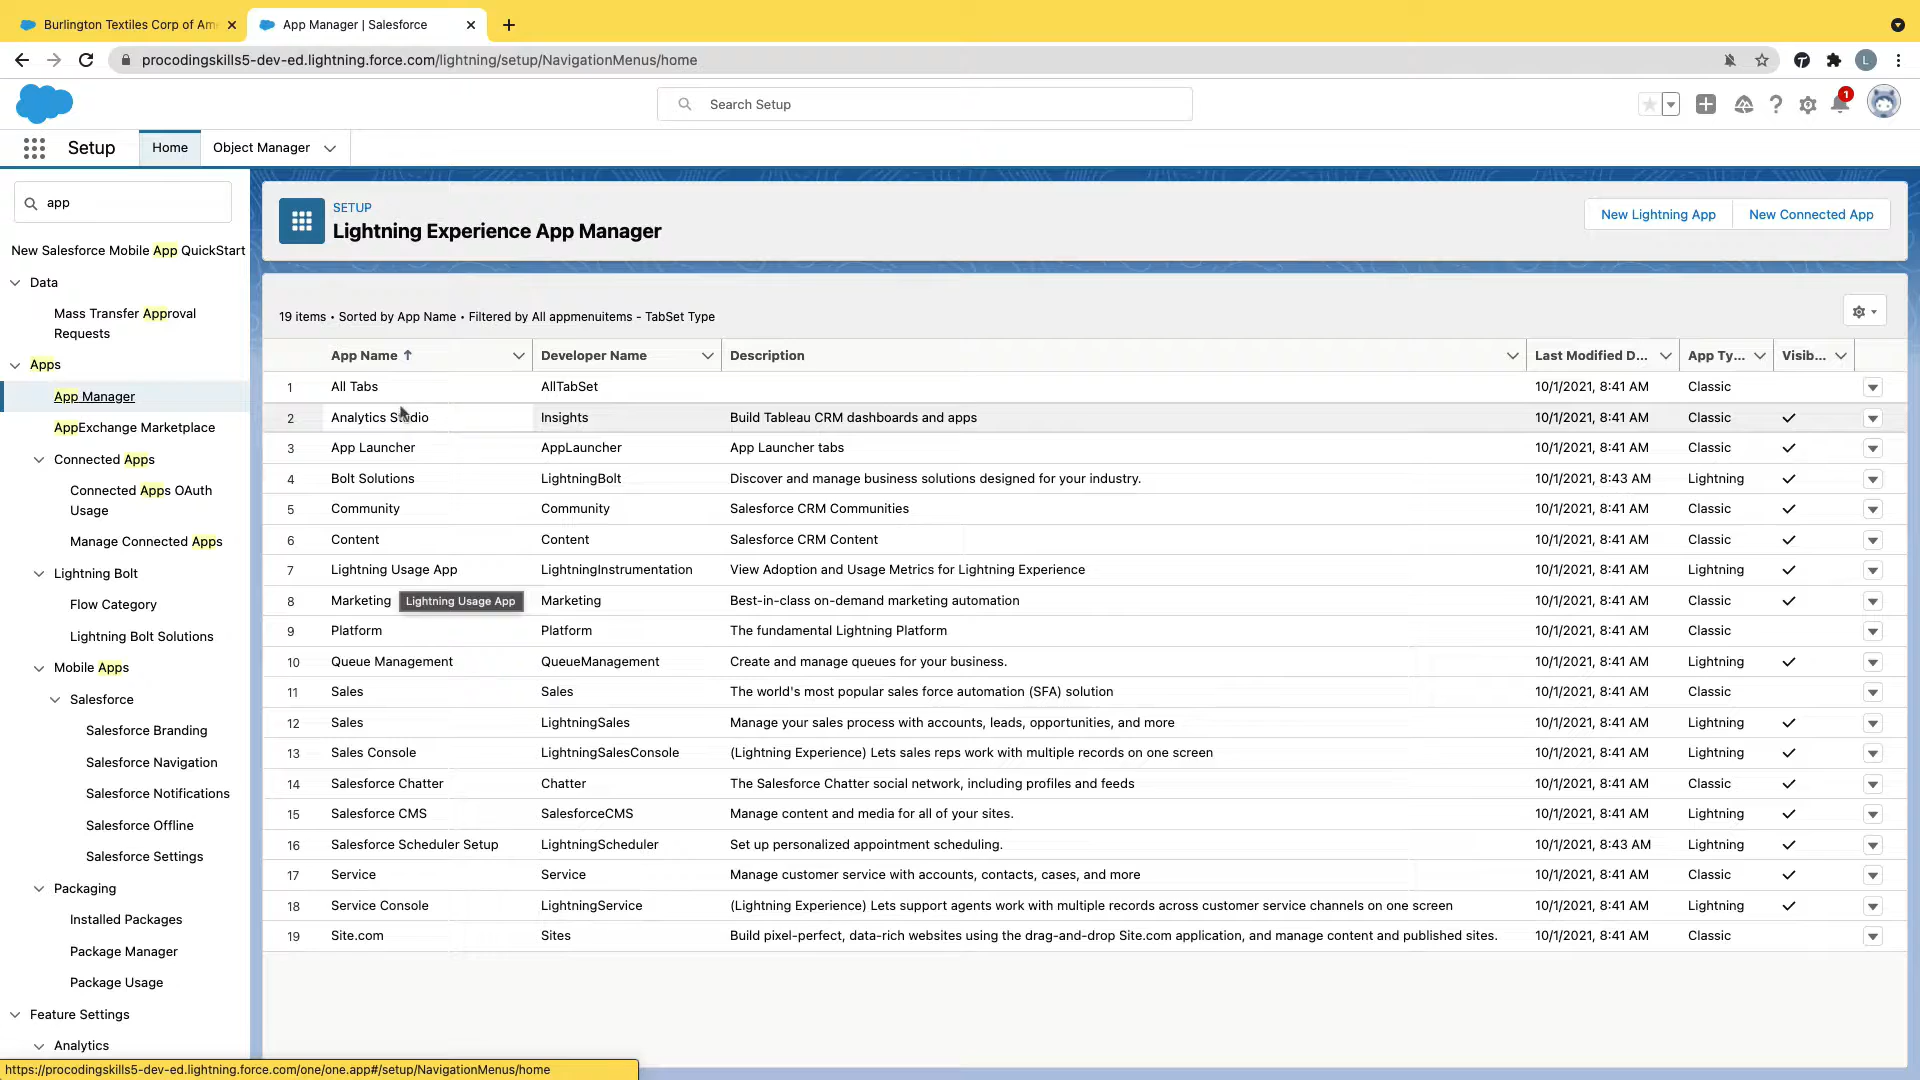 Burlington Textiles Corp of Am
App Manager | Salesforce
procodingskills5-dev-ed.lightning.force.com/lightning/setup/NavigationMenus/home
L
Search Setup
1
Setup
Home
Object Manager
app
New Salesforce Mobile App QuickStart
Data
Mass Transfer Approval
Requests
Apps
App Manager
AppExchange Marketplace
Connected Apps
Connected Apps OAuth
Usage
Manage Connected Apps
Lightning Bolt
Flow Category
Lightning Bolt Solutions
Mobile Apps
Salesforce
Salesforce Branding
Salesforce Navigation
Salesforce Notifications
Salesforce Offline
Salesforce Settings
Packaging
Installed Packages
Package Manager
Package Usage
Feature Settings
Analytics
SETUP
Lightning Experience App Manager
New Lightning App
New Connected App
19 items • Sorted by App Name • Filtered by All appmenuitems - TabSet Type
App Name Developer Name Description Last Modified D... App Ty... Visib...
1 All Tabs AllTabSet 10/1/2021, 8:41 AM Classic
2 Analytics Studio Insights Build Tableau CRM dashboards and apps 10/1/2021, 8:41 AM Classic
3 App Launcher AppLauncher App Launcher tabs 10/1/2021, 8:41 AM Classic
4 Bolt Solutions LightningBolt Discover and manage business solutions designed for your industry. 10/1/2021, 8:43 AM Lightning
5 Community Community Salesforce CRM Communities 10/1/2021, 8:41 AM Classic
6 Content Content Salesforce CRM Content 10/1/2021, 8:41 AM Classic
7 Lightning Usage App LightningInstrumentation View Adoption and Usage Metrics for Lightning Experience 10/1/2021, 8:41 AM Lightning
8 Marketing Lightning Usage App Marketing Best-in-class on-demand marketing automation 10/1/2021, 8:41 AM Classic
9 Platform Platform The fundamental Lightning Platform 10/1/2021, 8:41 AM Classic
10 Queue Management QueueManagement Create and manage queues for your business. 10/1/2021, 8:41 AM Lightning
11 Sales Sales The world's most popular sales force automation (SFA) solution 10/1/2021, 8:41 AM Classic
12 Sales LightningSales Manage your sales process with accounts, leads, opportunities, and more 10/1/2021, 8:41 AM Lightning
13 Sales Console LightningSalesConsole (Lightning Experience) Lets sales reps work with multiple records on one screen 10/1/2021, 8:41 AM Lightning
14 Salesforce Chatter Chatter The Salesforce Chatter social network, including profiles and feeds 10/1/2021, 8:41 AM Classic
15 Salesforce CMS SalesforceCMS Manage content and media for all of your sites. 10/1/2021, 8:41 AM Lightning
16 Salesforce Scheduler Setup LightningScheduler Set up personalized appointment scheduling. 10/1/2021, 8:43 AM Lightning
17 Service Service Manage customer service with accounts, contacts, cases, and more 10/1/2021, 8:41 AM Classic
18 Service Console LightningService (Lightning Experience) Lets support agents work with multiple records across customer service channels on one screen 10/1/2021, 8:41 AM Lightning
19 Site.com Sites Build pixel-perfect, data-rich websites using the drag-and-drop Site.com application, and manage content and published sites. 10/1/2021, 8:41 AM Classic
https://procodingskills5-dev-ed.lightning.force.com/one/one.app#/setup/NavigationMenus/home